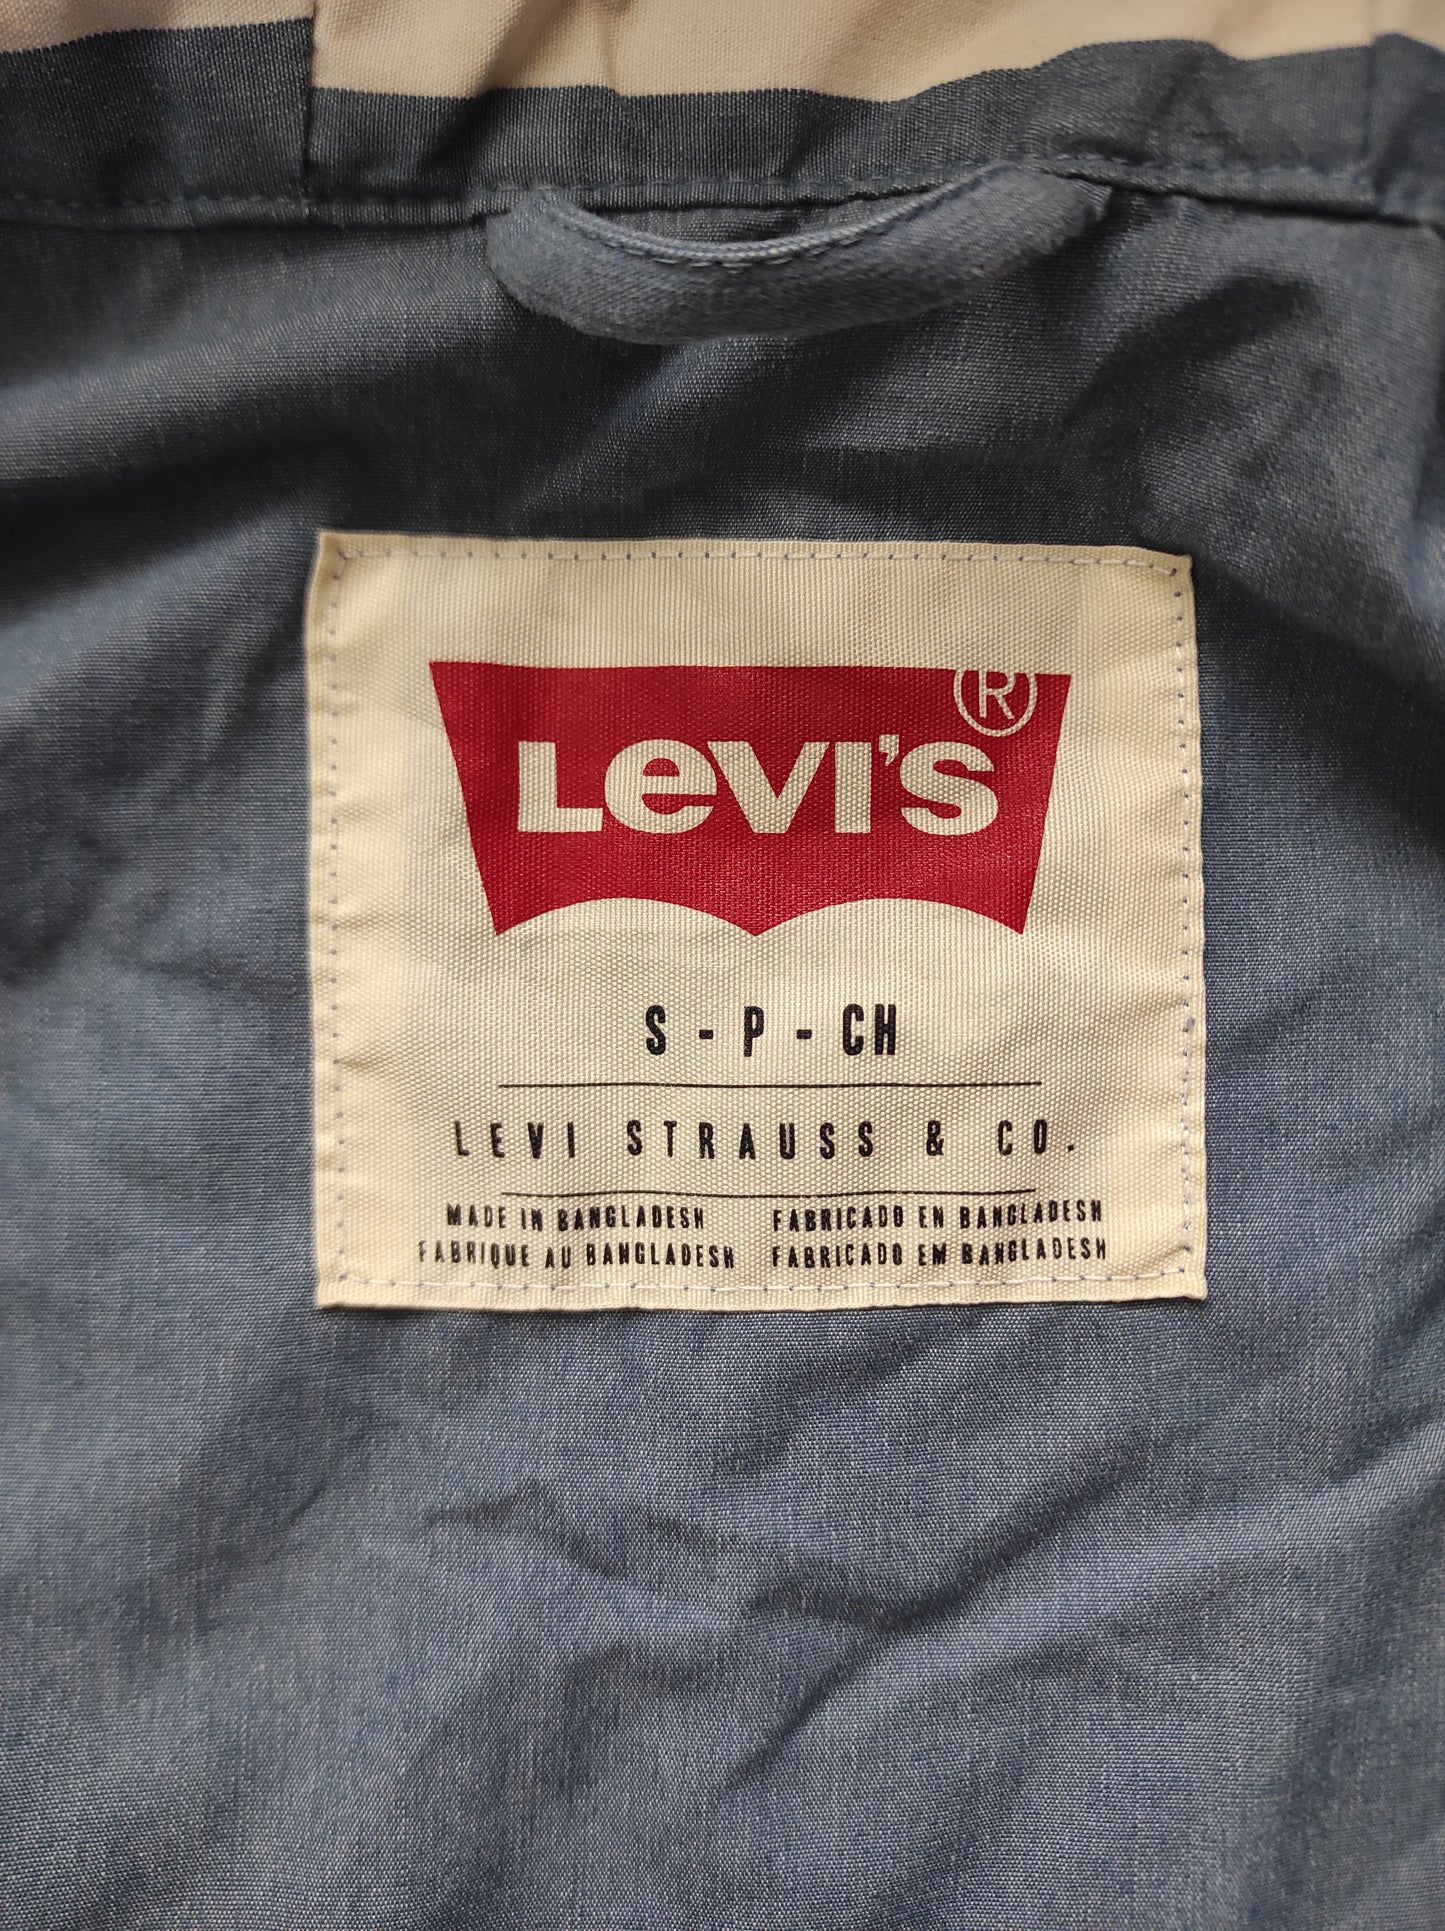 LEVI'S®
S - P - CH
LEVI STRAUSS & CO.
MADE IN BANGLADESH FABRICADO EN BANGLADESH
FABRIQUE AU BANGLADESH FABRICADO EM BANGLADESH